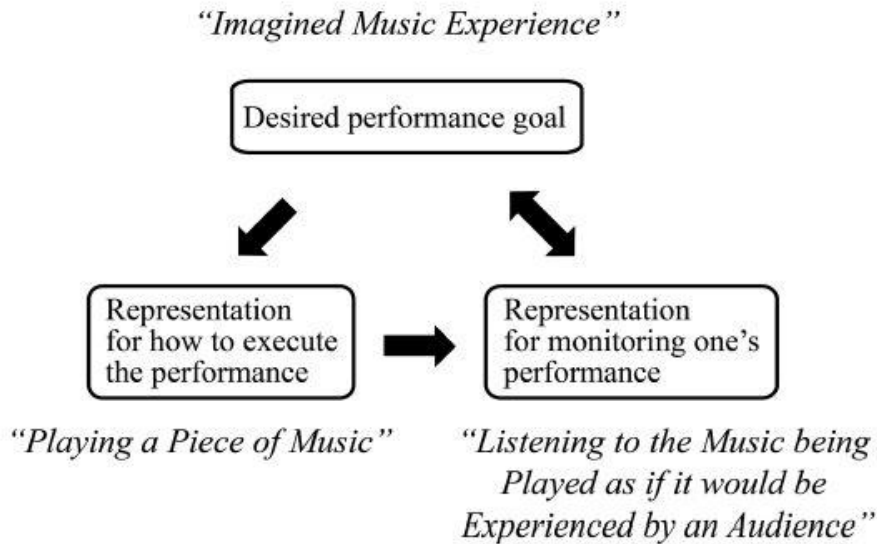 “Imagined Music Experience”
Desired performance goal
Representation
for how to execute
the performance
Representation
for monitoring one’s
performance
“Playing a Piece of Music”
“Listening to the Music being
Played as if it would be
Experienced by an Audience”